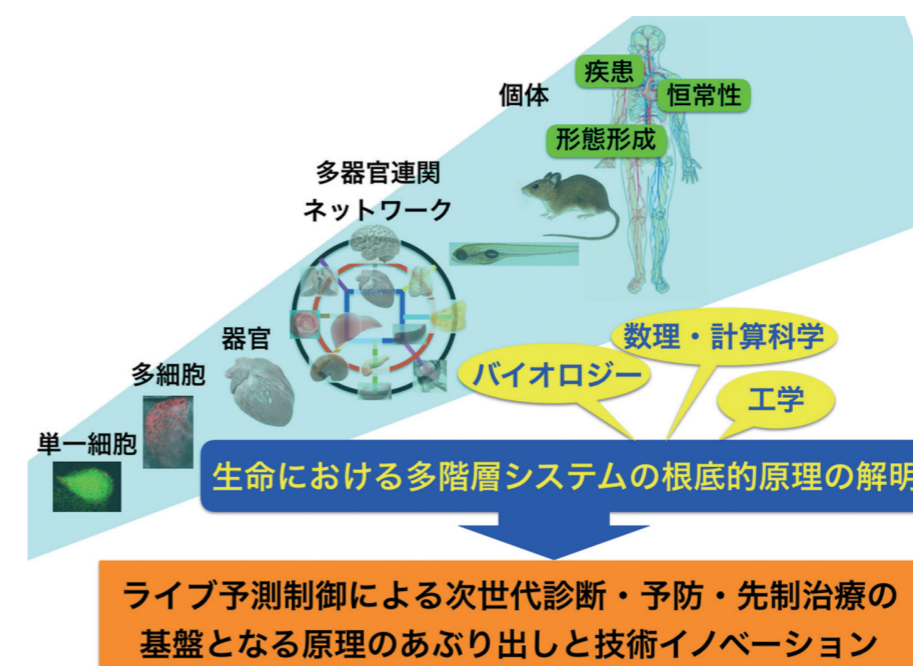 疾患
個体
恒常性
形態形成
多器官連関
ネットワーク
器官
多細胞
単一細胞
数理・計算科学
バイオロジー
工学
生命における多階層システムの根底的原理の解明
ライブ予測制御による次世代診断・予防・先制治療の
基盤となる原理のあぶり出しと技術イノベーション